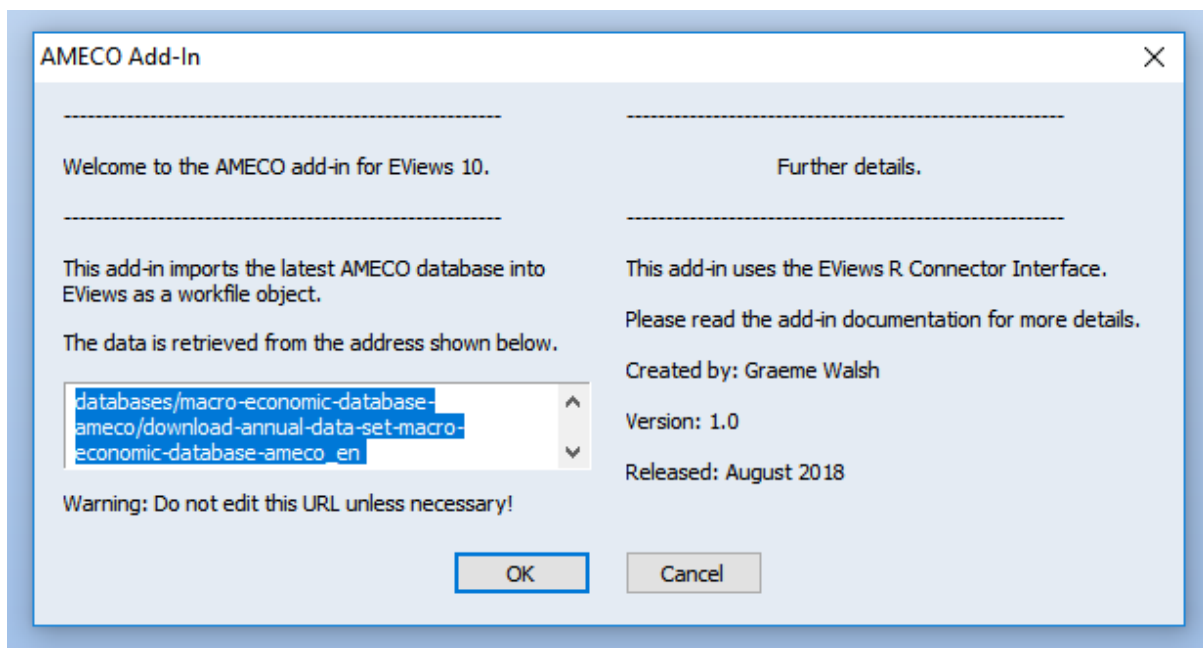 AMECO Add-In
-------------------------------------------------------
Welcome to the AMECO add-in for EViews 10.
-------------------------------------------------------
This add-in imports the latest AMECO database into
EViews as a workfile object.
The data is retrieved from the address shown below.
databases/macro-economic-database-
ameco/download-annual-data-set-macro-
economic-database-ameco_en
Warning: Do not edit this URL unless necessary!
-------------------------------------------------------
Further details.
-------------------------------------------------------
This add-in uses the EViews R Connector Interface.
Please read the add-in documentation for more details.
Created by: Graeme Walsh
Version: 1.0
Released: August 2018
OK
Cancel